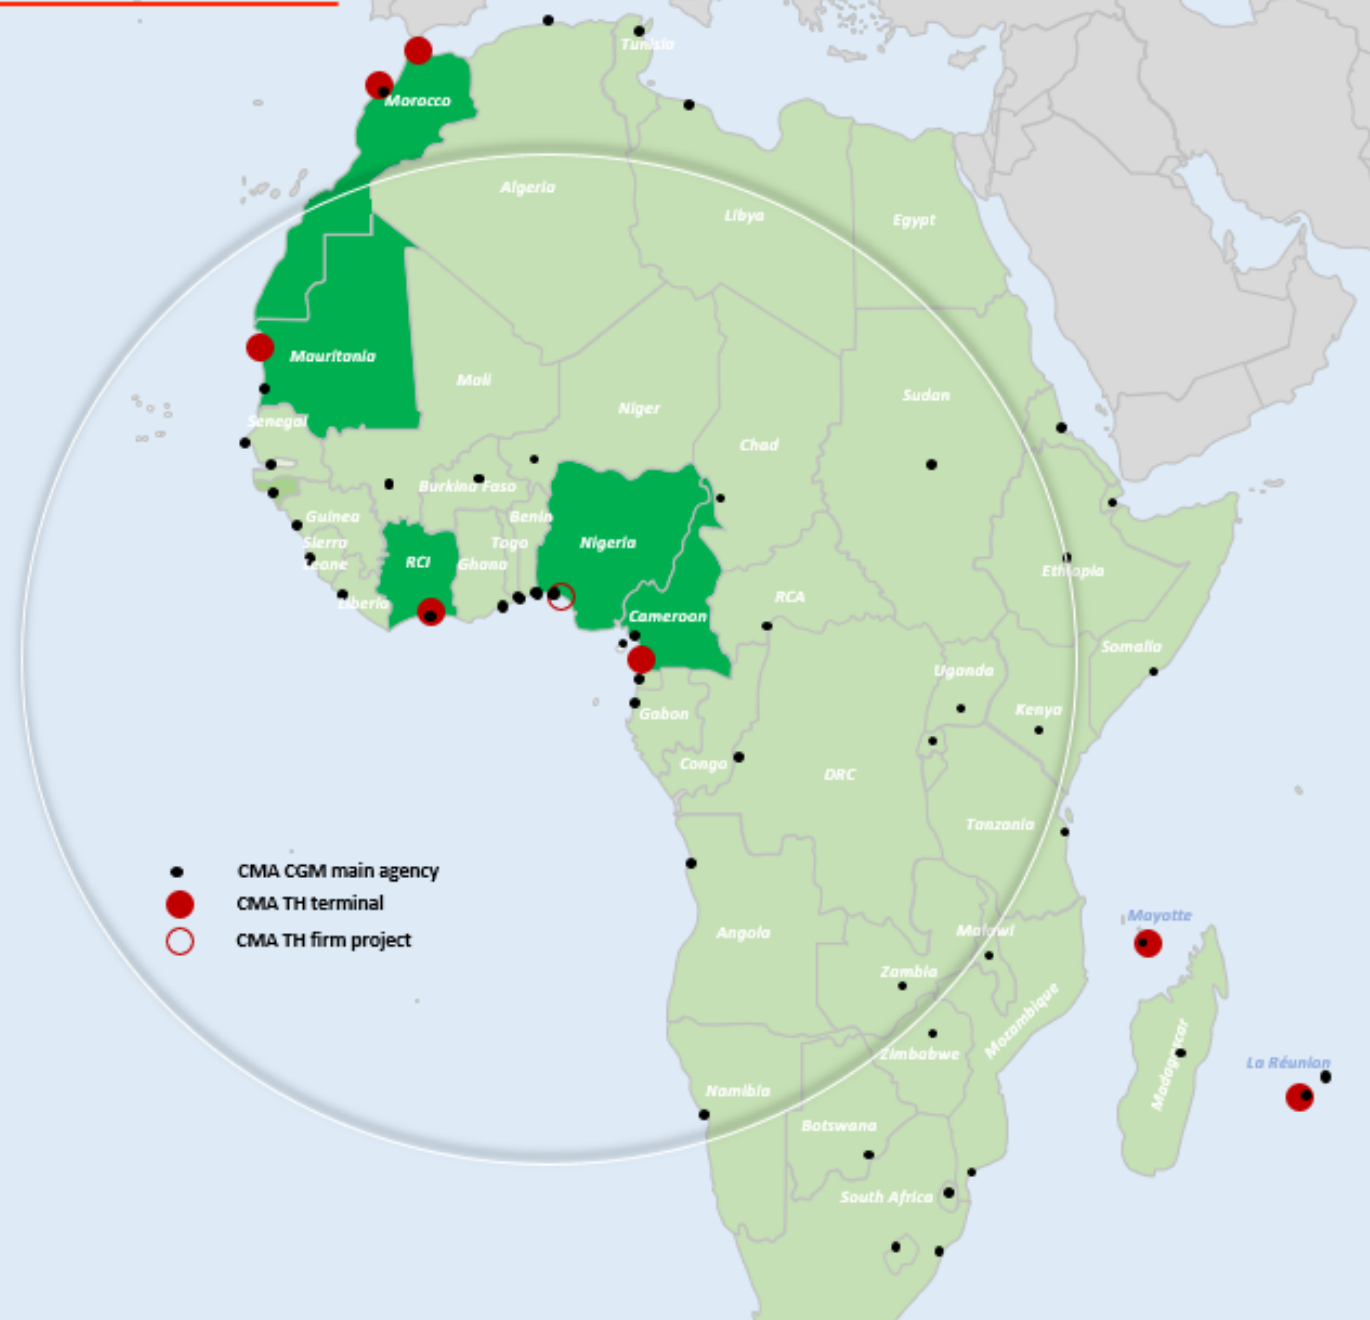 Tunisia
Morocco
Algeria
Libya
Egypt
Mauritania
Mali
Niger
Sudan
Chad
Senegal
Burkina Faso
Guinea
Benin
Sierra
Leone
Togo
Nigeria
RCI
Ghana
Ethiopia
Liberia
RCA
Cameroon
Somalia
Uganda
Gabon
Kenya
Congo
DRC
Tanzania
CMA CGM main agency
CMA TH terminal
CMA TH firm project
Mayotte
Angola
Malawi
Zambia
Mozambique
Zimbabwe
Madagascar
La Réunion
Namibia
Botswana
South Africa